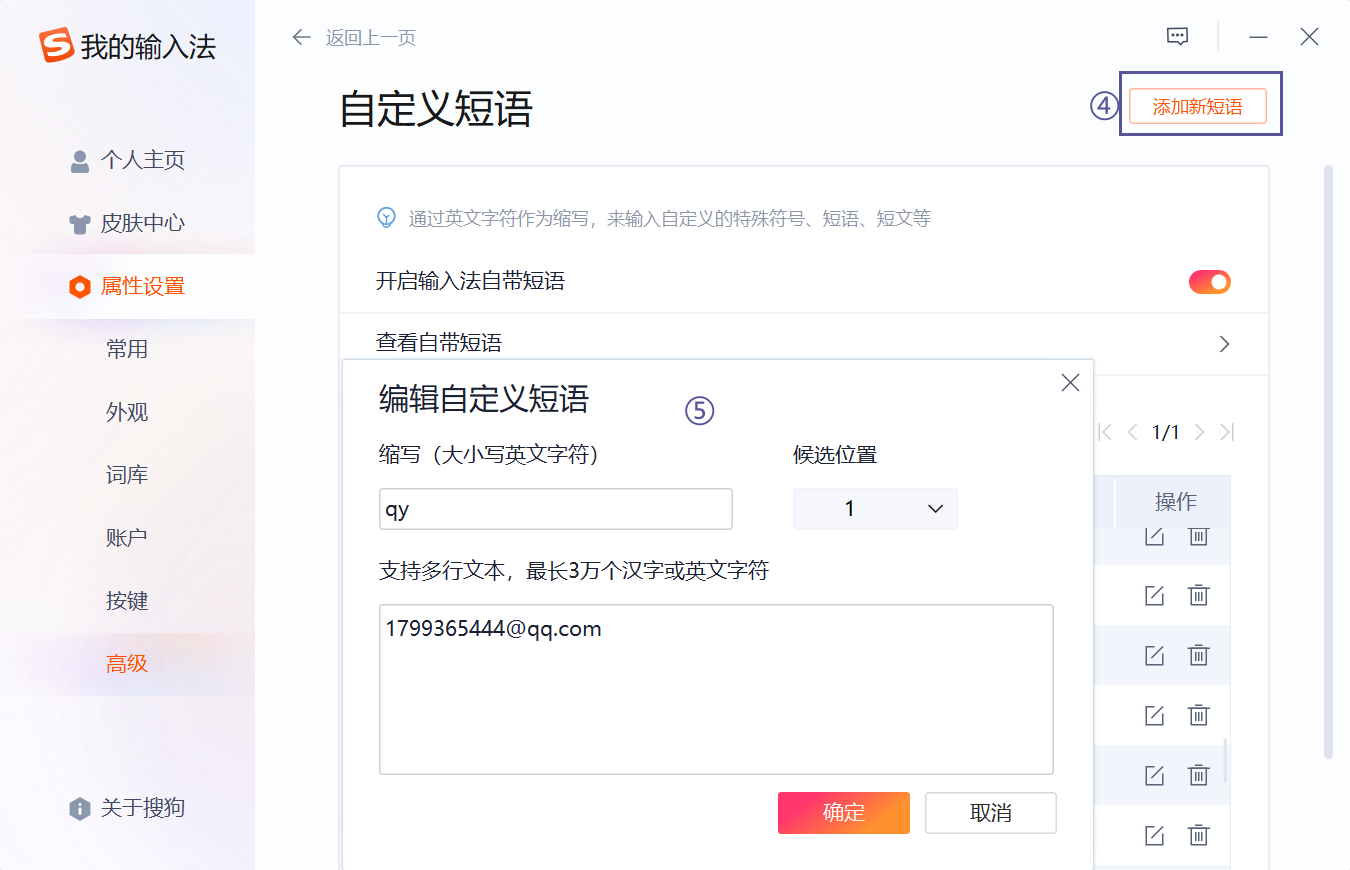 我的输入法
返回上一页
自定义短语
④
添加新短语
个人主页
皮肤中心
属性设置
常用
外观
词库
账户
按键
高级
关于搜狗
通过英文字符作为缩写，来输入自定义的特殊符号、短语、短文等
开启输入法自带短语
查看自带短语
编辑自定义短语
⑤
1/1
缩写（大小写英文字符）
候选位置
操作
qy
1
支持多行文本，最长3万个汉字或英文字符
1799365444@qq.com
确定
取消